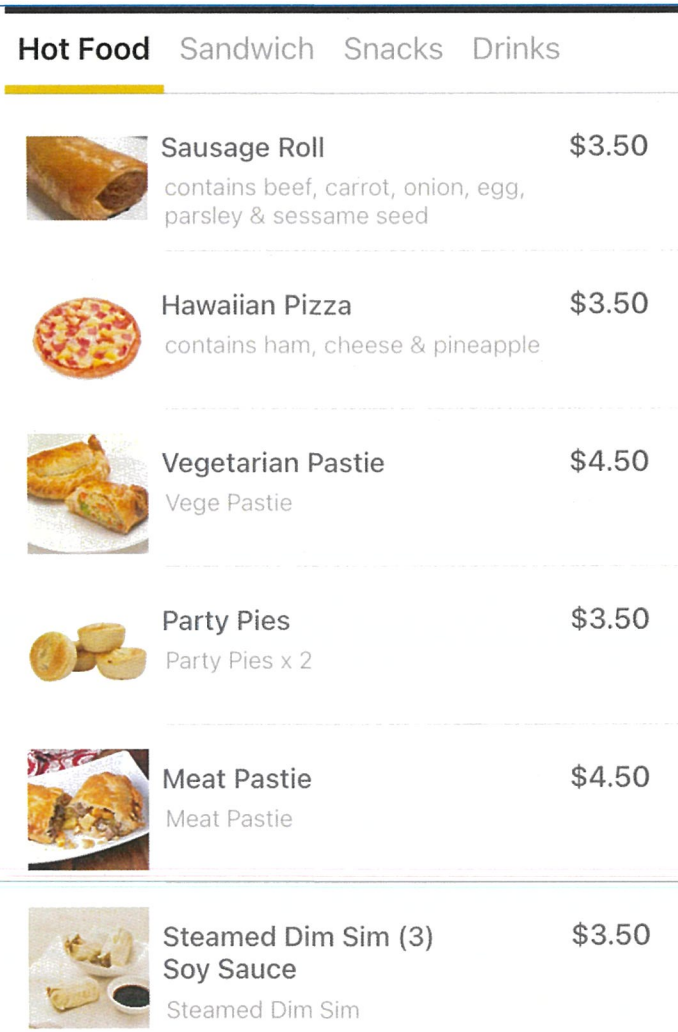 Hot Food Sandwich Snacks Drinks
Sausage Roll $3.50
contains beef, carrot, onion, egg,
parsley & sessame seed
Hawaiian Pizza $3.50
contains ham, cheese & pineapple
Vegetarian Pastie $4.50
Vege Pastie
Party Pies $3.50
Party Pies x 2
Meat Pastie $4.50
Meat Pastie
Steamed Dim Sim (3) $3.50
Soy Sauce
Steamed Dim Sim